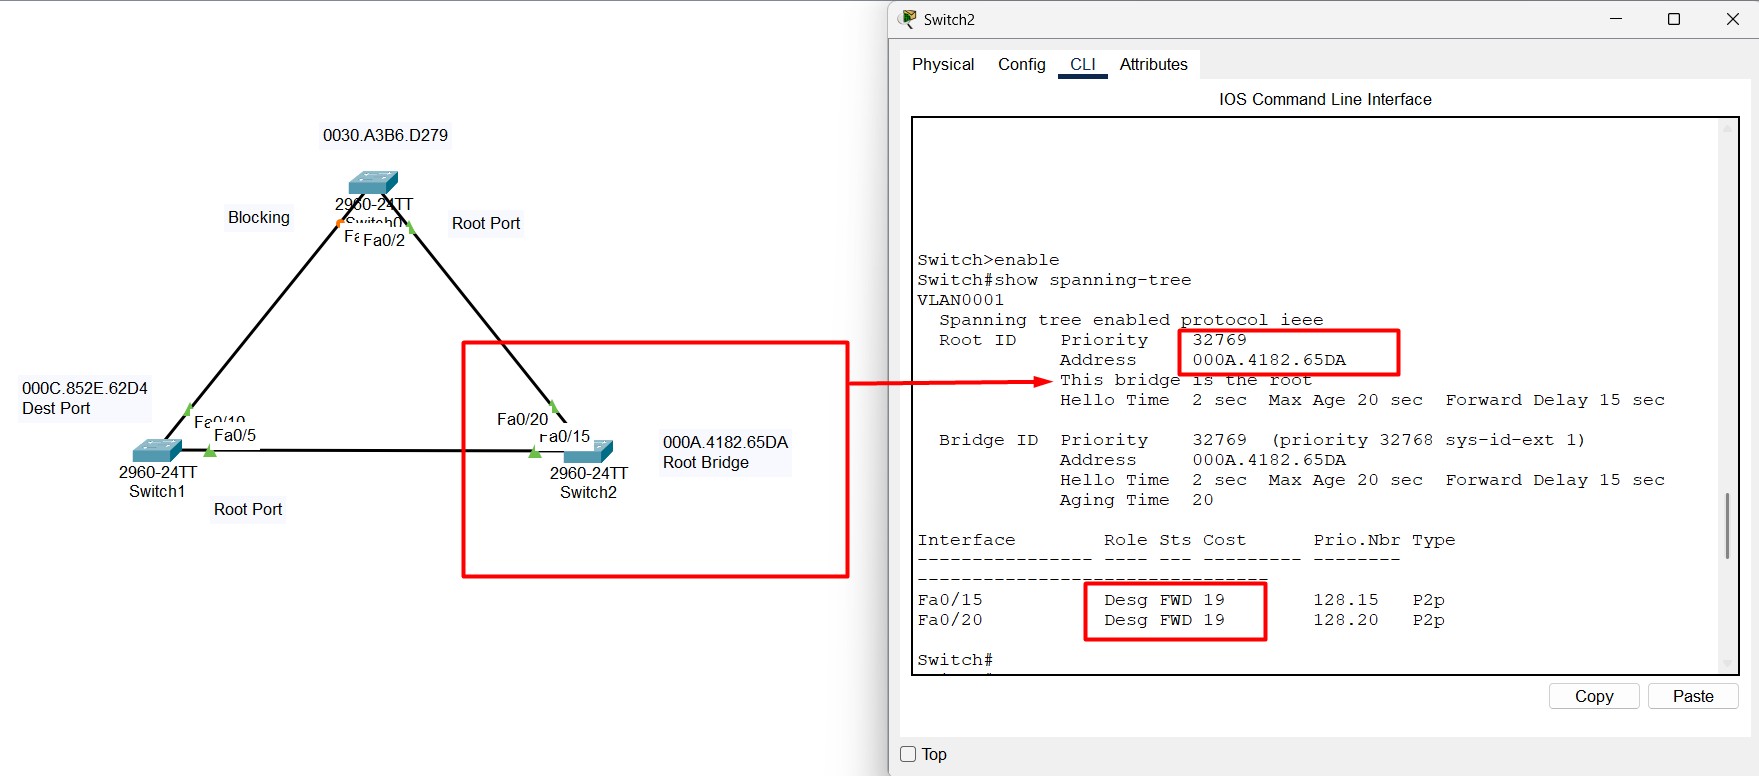 0030.A3B6.D279
2960-24TT
Switch0
Blocking
Root Port
Fa0/2
000C.852E.62D4
Dest Port
Fa0/10
Fa0/5
2960-24TT
Switch1
Root Port
Fa0/20
Fa0/15
2960-24TT
Switch2
000A.4182.65DA
Root Bridge
Switch2
Physical Config CLI Attributes
IOS Command Line Interface
Switch>enable
Switch#show spanning-tree
VLAN0001
Spanning tree enabled protocol ieee
Root ID Priority 32769
Address 000A.4182.65DA
This bridge is the root
Hello Time 2 sec Max Age 20 sec Forward Delay 15 sec
Bridge ID Priority 32769 (priority 32768 sys-id-ext 1)
Address 000A.4182.65DA
Hello Time 2 sec Max Age 20 sec Forward Delay 15 sec
Aging Time 20
Interface Role Sts Cost Prio.Nbr Type
---------------- ---- --- --------- --------
--------------------------------
Fa0/15 Desg FWD 19 128.15 P2p
Fa0/20 Desg FWD 19 128.20 P2p
Switch#
Copy Paste
Top